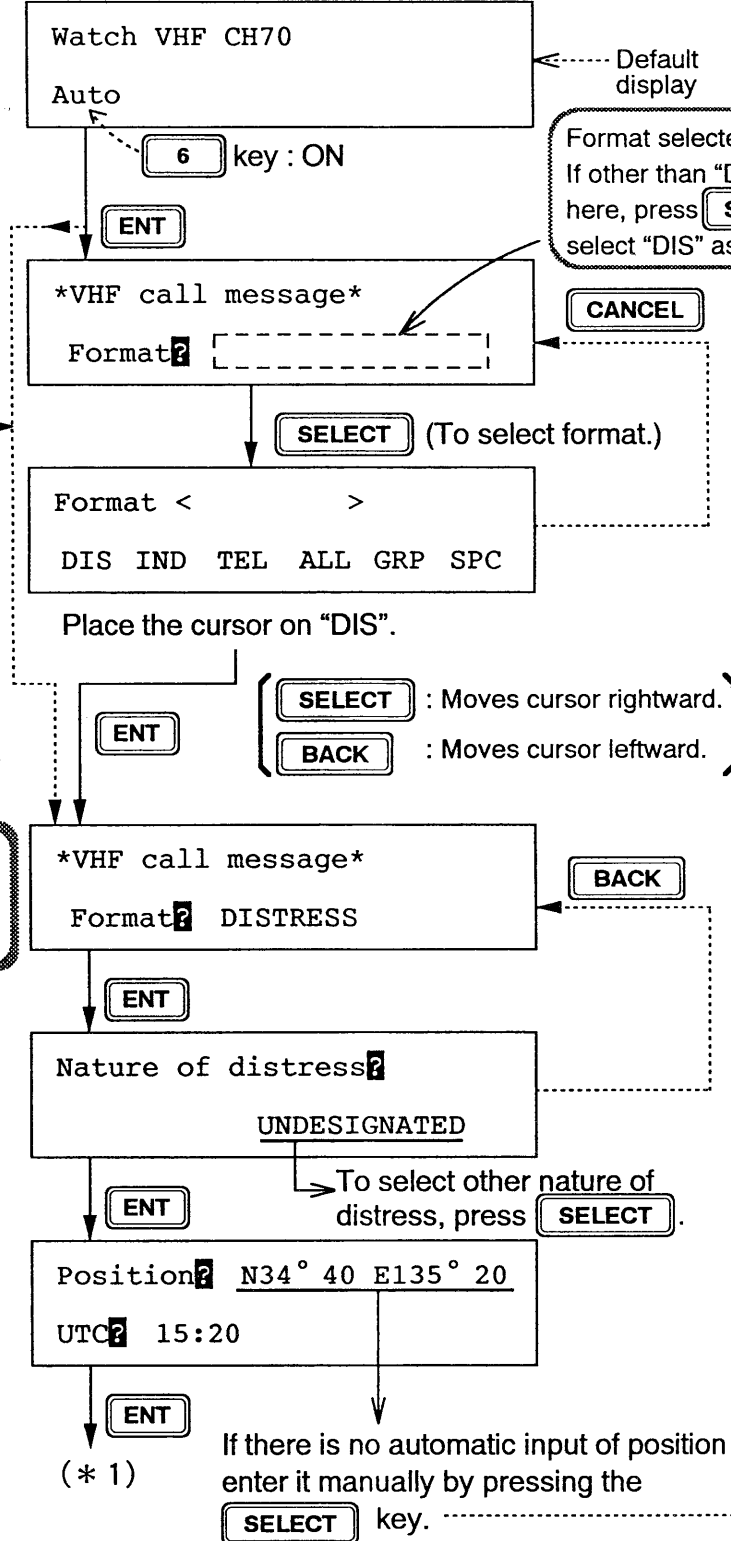 Watch VHF CH70
Auto
Default
display
6 key : ON
Format selecte
If other than "D
here, press
select "DIS" as
ENT
*VHF call message*
Format?
CANCEL
SELECT (To select format.)
Format < >
DIS IND TEL ALL GRP SPC
Place the cursor on "DIS".
ENT
SELECT : Moves cursor rightward.
BACK : Moves cursor leftward.
*VHF call message*
Format? DISTRESS
BACK
ENT
Nature of distress?
UNDESIGNATED
ENT
To select other nature of
distress, press SELECT .
Position? N34° 40 E135° 20
UTC? 15:20
ENT
(* 1)
If there is no automatic input of position
enter it manually by pressing the
SELECT key.